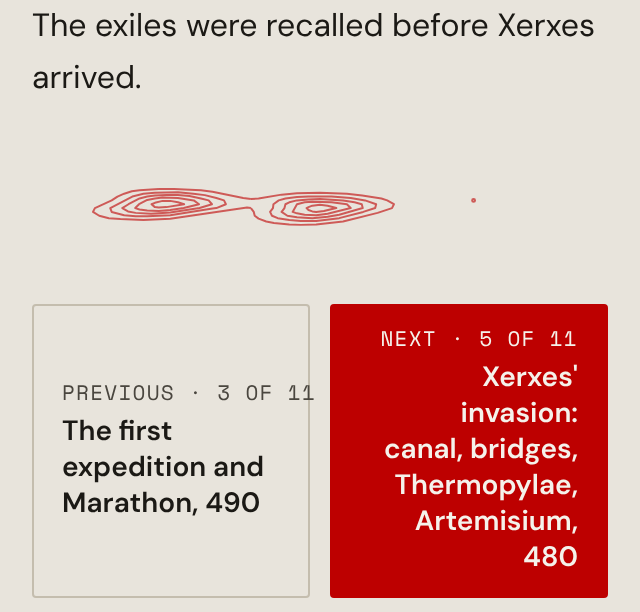 The exiles were recalled before Xerxes
arrived.
PREVIOUS · 3 OF 11
The first
expedition and
Marathon, 490
NEXT · 5 OF 11
Xerxes'
invasion:
canal, bridges,
Thermopylae,
Artemisium,
480